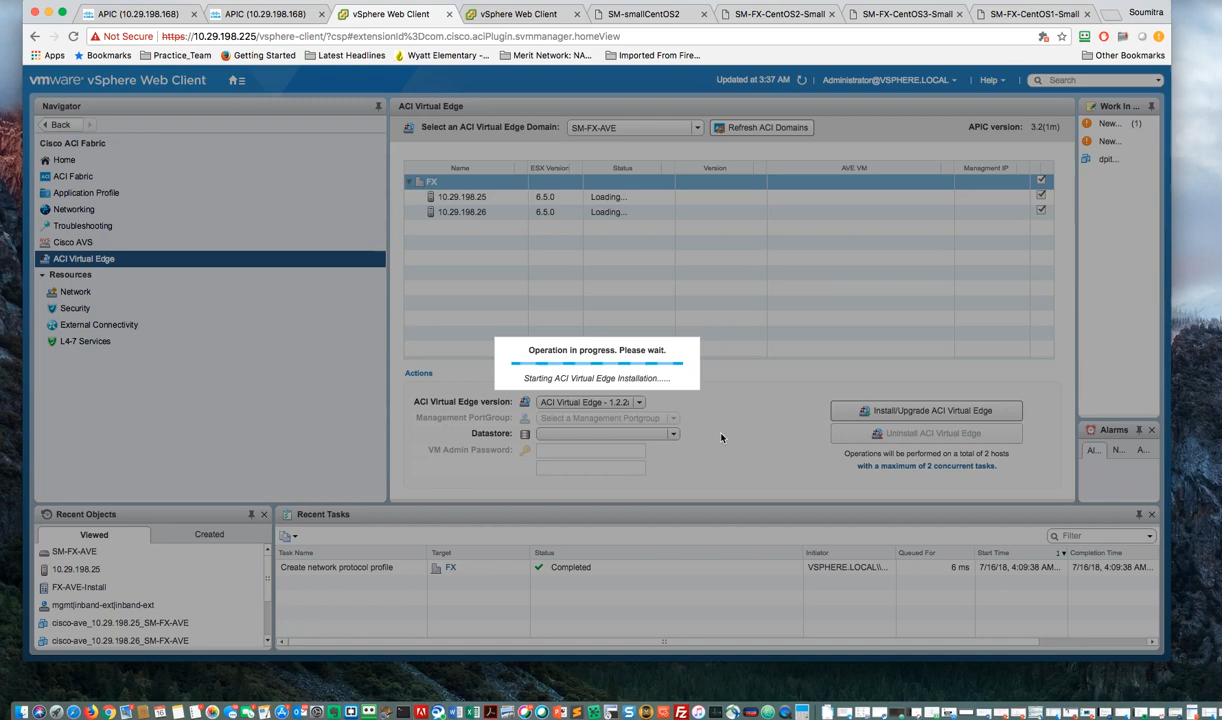 APIC (10.29.198.168)
APIC (10.29.198.168)
vSphere Web Client
vSphere Web Client
SM-smallCentOS2
SM-FX-CentOS2-Small
SM-FX-CentOS3-Small
SM-FX-CentOS1-Small
Soumitra
Not Secure https://10.29.198.225/vsphere-client/?csp#extensionId%3Dcom.cisco.aciPlugin.svmmanager.homeView
Apps
Bookmarks
Practice_Team
Getting Started
Latest Headlines
Wyatt Elementary -...
Merit Network: NA...
Imported From Fire...
Other Bookmarks
vmware® vSphere Web Client
Updated at 3:37 AM
Administrator@VSPHERE.LOCAL
Help
Search
Navigator
Back
Cisco ACI Fabric
Home
ACI Fabric
Application Profile
Networking
Troubleshooting
Cisco AVS
ACI Virtual Edge
Resources
Network
Security
External Connectivity
L4-7 Services
ACI Virtual Edge
Select an ACI Virtual Edge Domain: SM-FX-AVE
Refresh ACI Domains
APIC version: 3.2(1m)
Name ESX Version Status Version AVE VM Managment IP
FX
10.29.198.25 6.5.0 Loading...
10.29.198.26 6.5.0 Loading...
Operation in progress. Please wait.
Starting ACI Virtual Edge Installation......
Actions
ACI Virtual Edge version: ACI Virtual Edge - 1.2.2(
Management PortGroup: Select a Management Portgroup
Datastore:
VM Admin Password:
Install/Upgrade ACI Virtual Edge
Uninstall ACI Virtual Edge
Operations will be performed on a total of 2 hosts
with a maximum of 2 concurrent tasks.
Work In ...
New... (1)
New...
dpit...
Alarms
Al... N... A...
Recent Objects
Viewed Created
SM-FX-AVE
10.29.198.25
FX-AVE-Install
mgmt|inband-ext|inband-ext
cisco-ave_10.29.198.25_SM-FX-AVE
cisco-ave_10.29.198.26_SM-FX-AVE
Recent Tasks
Filter
Task Name Target Status Initiator Queued For Start Time 1 Completion Time
Create network protocol profile FX Completed VSPHERE.LOCAL\\... 6 ms 7/16/18, 4:09:38 AM... 7/16/18, 4:09:38 AM...